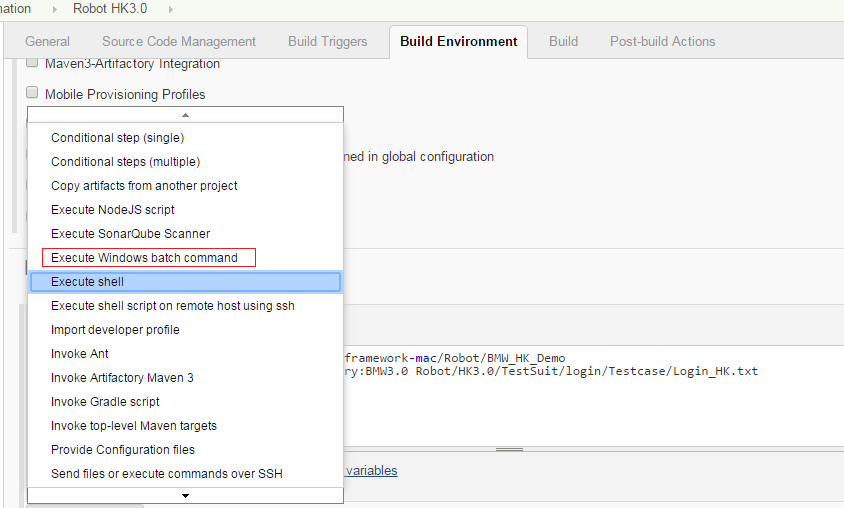 Robot HK3.0
General Source Code Management Build Triggers Build Environment Build Post-build Actions
Maven3-Artifactory Integration
Mobile Provisioning Profiles
Conditional step (single)
Conditional steps (multiple)
in global configuration
Copy artifacts from another project
Execute NodeJS script
Execute SonarQube Scanner
Execute Windows batch command
Execute shell
Execute shell script on remote host using ssh
Import developer profile
Invoke Ant
framework-mac/Robot/BMW_HK_Demo
ry:BMW3.0 Robot/HK3.0/TestSuit/login/Testcase/Login_HK.txt
Invoke Artifactory Maven 3
Invoke Gradle script
Invoke top-level Maven targets
Provide Configuration files
Send files or execute commands over SSH
variables